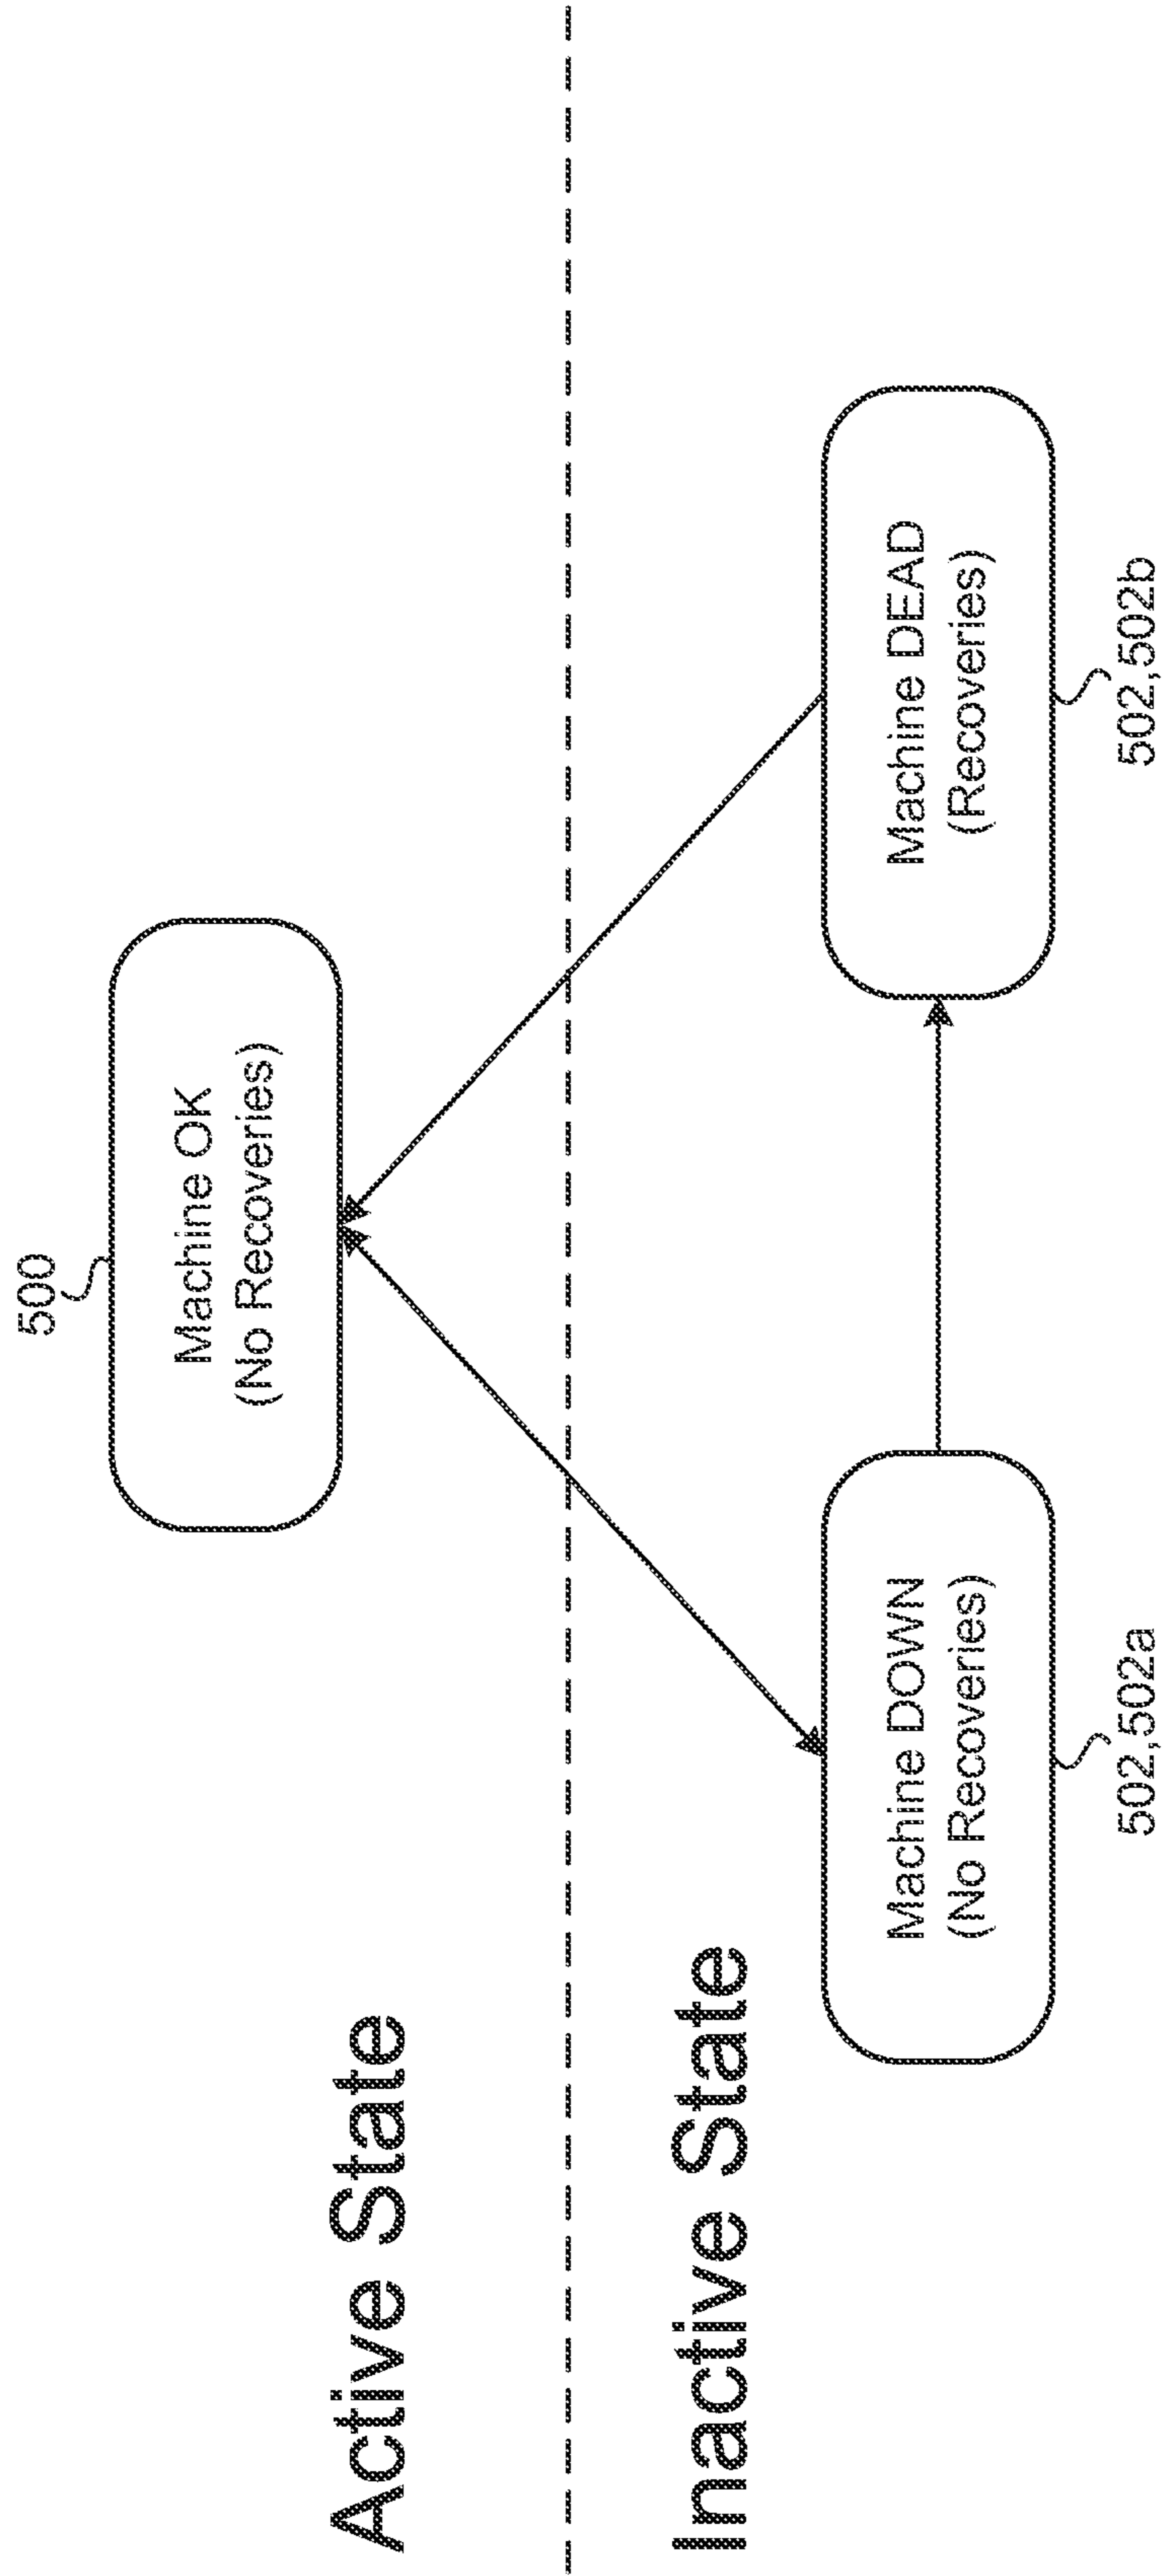 500
Machine OK
(No Recoveries)
Active State
Inactive State
Machine DOWN
(No Recoveries)
502,502a
Machine DEAD
(Recoveries)
502,502b